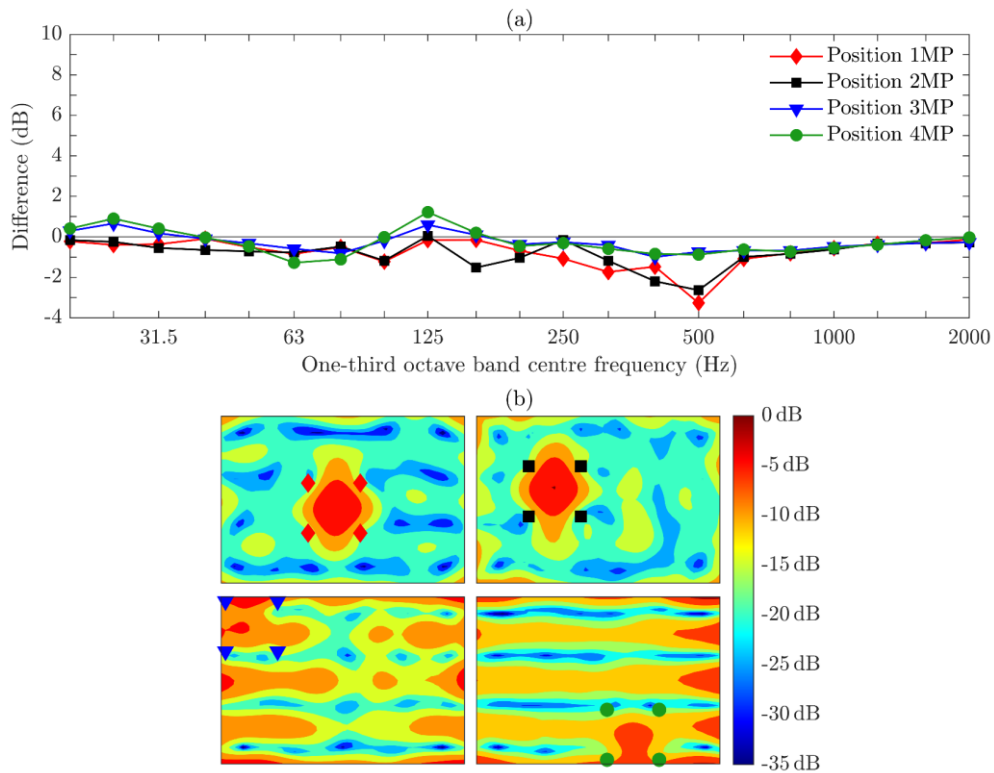 (a)
10
8
6
4
2
0
-2
-4
Difference (dB)
Position 1MP
Position 2MP
Position 3MP
Position 4MP
31.5 63 125 250 500 1000 2000
One-third octave band centre frequency (Hz)
(b)
0 dB
-5 dB
-10 dB
-15 dB
-20 dB
-25 dB
-30 dB
-35 dB